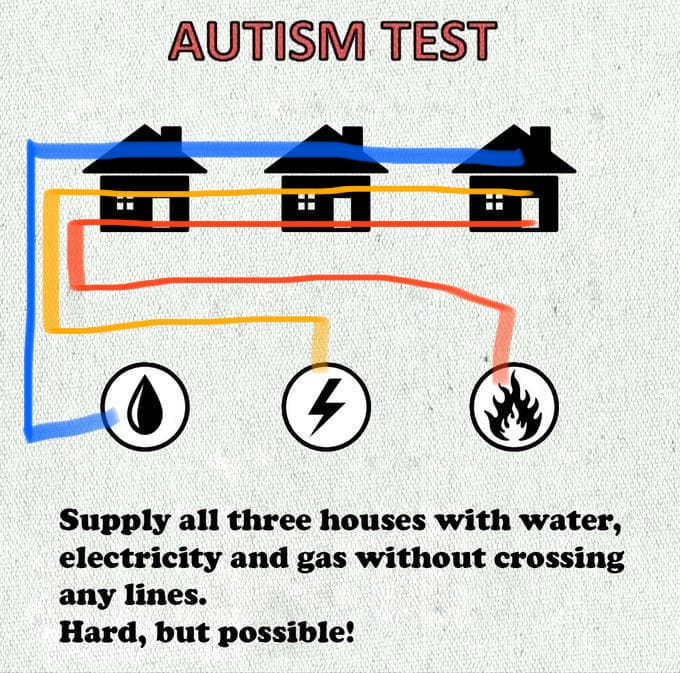 AUTISM TEST
Supply all three houses with water,
electricity and gas without crossing
any lines.
Hard, but possible!